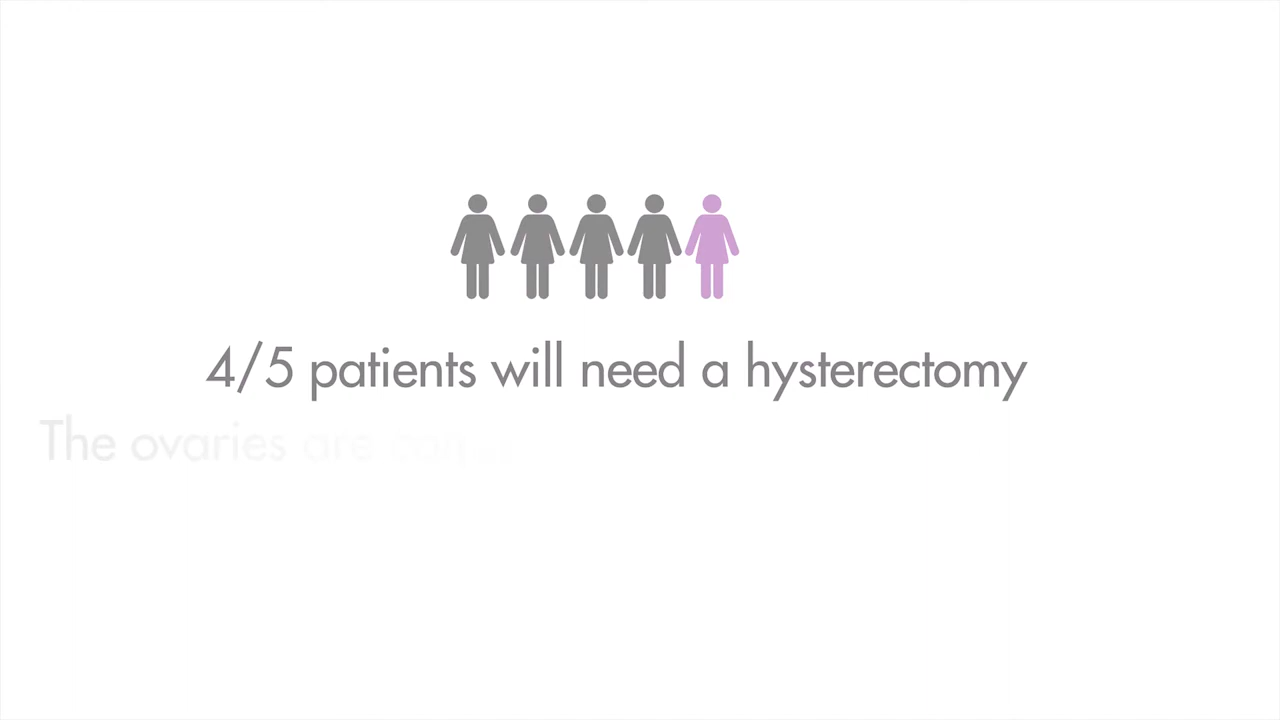 4/5 patients will need a hysterectomy
The ovaries are